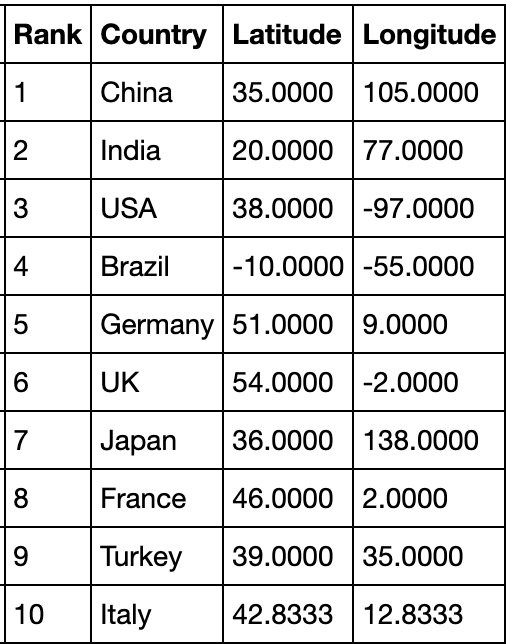 Rank Country Latitude Longitude
1 China 35.0000 105.0000
2 India 20.0000 77.0000
3 USA 38.0000 -97.0000
4 Brazil -10.0000 -55.0000
5 Germany 51.0000 9.0000
6 UK 54.0000 -2.0000
7 Japan 36.0000 138.0000
8 France 46.0000 2.0000
9 Turkey 39.0000 35.0000
10 Italy 42.8333 12.8333